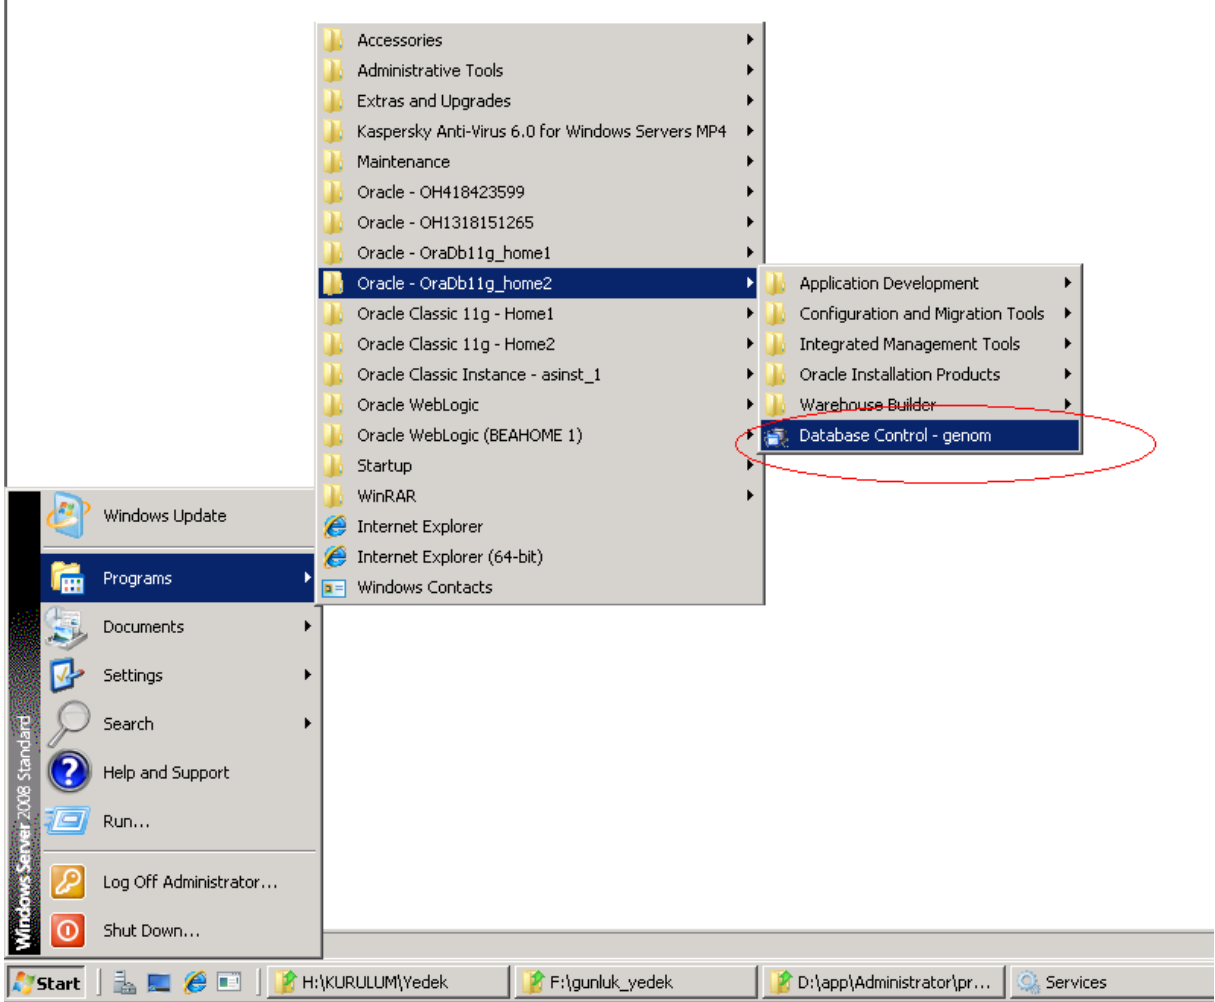 Accessories
Administrative Tools
Extras and Upgrades
Kaspersky Anti-Virus 6.0 for Windows Servers MP4
Maintenance
Oracle - OH418423599
Oracle - OH1318151265
Oracle - OraDb11g_home1
Oracle - OraDb11g_home2
Oracle Classic 11g - Home1
Oracle Classic 11g - Home2
Oracle Classic Instance - asinst_1
Oracle WebLogic
Oracle WebLogic (BEAHOME 1)
Startup
WinRAR
Internet Explorer
Internet Explorer (64-bit)
Windows Contacts
Application Development
Configuration and Migration Tools
Integrated Management Tools
Oracle Installation Products
Warehouse Builder
Database Control - genom
Windows Update
Programs
Documents
Settings
Search
Help and Support
Run...
Log Off Administrator...
Shut Down...
Windows Server 2008 Standard
Start
H:\KURULUM\Yedek
F:\gunluk_yedek
D:\app\Administrator\pr...
Services